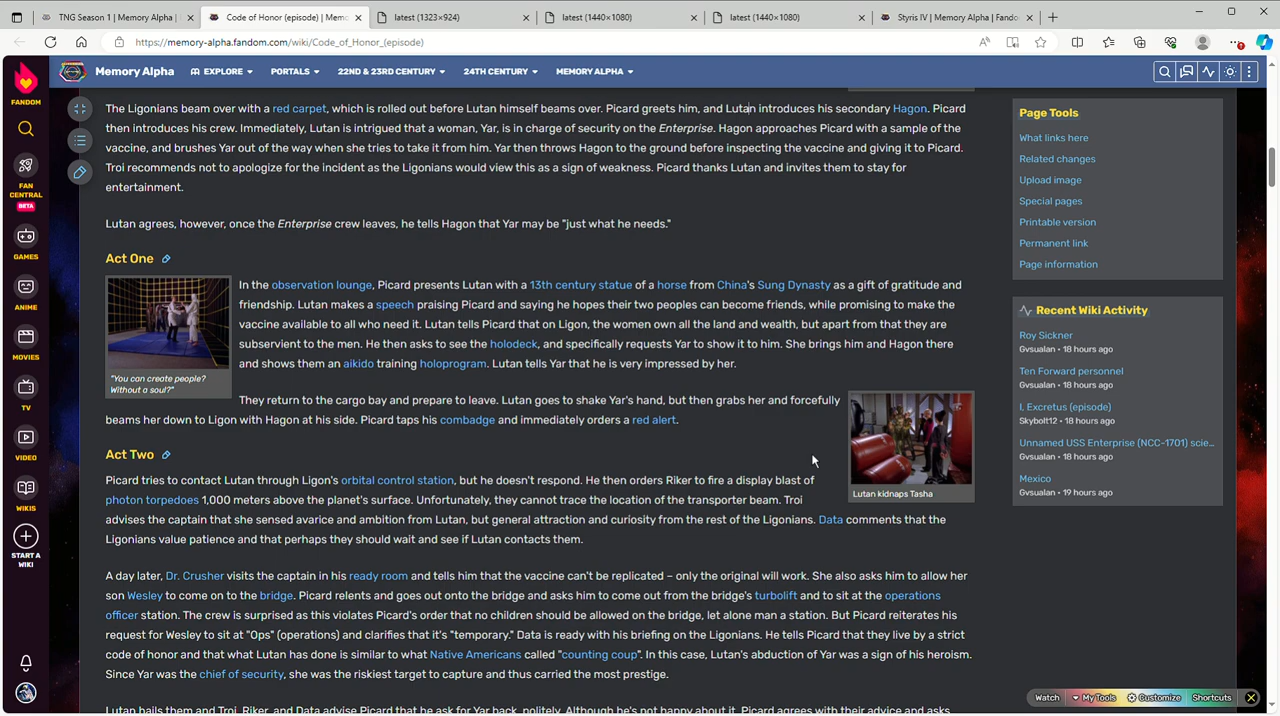 TNG Season 1 | Memory Alpha
Code of Honor (episode) | Mem
latest (1323×924)
latest (1440×1080)
latest (1440×1080)
Styris IV | Memory Alpha | Fando
https://memory-alpha.fandom.com/wiki/Code_of_Honor_(episode)
FANDOM
FAN CENTRAL
BETA
GAMES
ANIME
MOVIES
TV
VIDEO
WIKIS
START A WIKI
Memory Alpha
EXPLORE
PORTALS
22ND & 23RD CENTURY
24TH CENTURY
MEMORY ALPHA
The Ligonians beam over with a red carpet, which is rolled out before Lutan himself beams over. Picard greets him, and Lutan introduces his secondary Hagon. Picard
then introduces his crew. Immediately, Lutan is intrigued that a woman, Yar, is in charge of security on the Enterprise. Hagon approaches Picard with a sample of the
vaccine, and brushes Yar out of the way when she tries to take it from him. Yar then throws Hagon to the ground before inspecting the vaccine and giving it to Picard.
Troi recommends not to apologize for the incident as the Ligonians would view this as a sign of weakness. Picard thanks Lutan and invites them to stay for
entertainment.
Lutan agrees, however, once the Enterprise crew leaves, he tells Hagon that Yar may be "just what he needs."
Act One
"You can create people?
Without a soul?"
In the observation lounge, Picard presents Lutan with a 13th century statue of a horse from China's Sung Dynasty as a gift of gratitude and
friendship. Lutan makes a speech praising Picard and saying he hopes their two peoples can become friends, while promising to make the
vaccine available to all who need it. Lutan tells Picard that on Ligon, the women own all the land and wealth, but apart from that they are
subservient to the men. He then asks to see the holodeck, and specifically requests Yar to show it to him. She brings him and Hagon there
and shows them an aikido training holoprogram. Lutan tells Yar that he is very impressed by her.
They return to the cargo bay and prepare to leave. Lutan goes to shake Yar's hand, but then grabs her and forcefully
beams her down to Ligon with Hagon at his side. Picard taps his combadge and immediately orders a red alert.
Lutan kidnaps Tasha
Act Two
Picard tries to contact Lutan through Ligon's orbital control station, but he doesn't respond. He then orders Riker to fire a display blast of
photon torpedoes 1,000 meters above the planet's surface. Unfortunately, they cannot trace the location of the transporter beam. Troi
advises the captain that she sensed avarice and ambition from Lutan, but general attraction and curiosity from the rest of the Ligonians. Data comments that the
Ligonians value patience and that perhaps they should wait and see if Lutan contacts them.
A day later, Dr. Crusher visits the captain in his ready room and tells him that the vaccine can't be replicated – only the original will work. She also asks him to allow her
son Wesley to come on to the bridge. Picard relents and goes out onto the bridge and asks him to come out from the bridge's turbolift and to sit at the operations
officer station. The crew is surprised as this violates Picard's order that no children should be allowed on the bridge, let alone man a station. But Picard reiterates his
request for Wesley to sit at "Ops" (operations) and clarifies that it's "temporary." Data is ready with his briefing on the Ligonians. He tells Picard that they live by a strict
code of honor and that what Lutan has done is similar to what Native Americans called "counting coup". In this case, Lutan's abduction of Yar was a sign of his heroism.
Since Yar was the chief of security, she was the riskiest target to capture and thus carried the most prestige.
Lutan hails them and Troi, Riker, and Data advise Picard that he ask for her back, nicely. Although he's not happy about it, Picard agrees with their advice and asks
Page Tools
What links here
Related changes
Upload image
Special pages
Printable version
Permanent link
Page information
Recent Wiki Activity
Roy Sickner
Gvsualan • 18 hours ago
Ten Forward personnel
Gvsualan • 18 hours ago
I, Excretus (episode)
Skybolt12 • 18 hours ago
Unnamed USS Enterprise (NCC-1701) scie...
Gvsualan • 18 hours ago
Mexico
Gvsualan • 19 hours ago
Watch
My Tools
Customize
Shortcuts